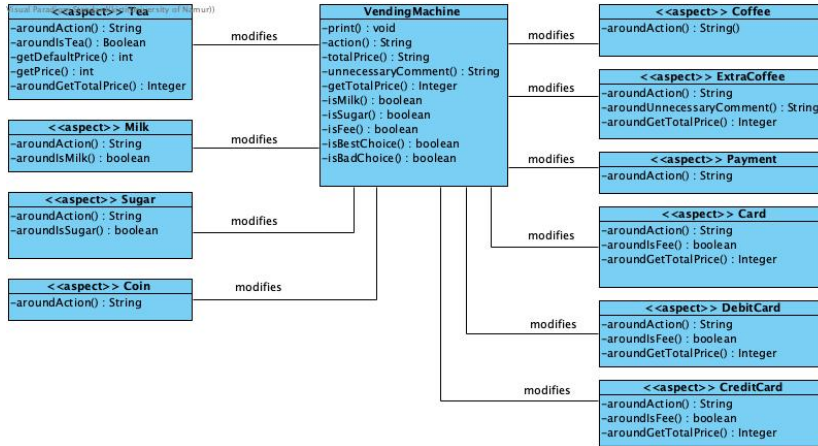 <<aspect>> Tea
-aroundAction() : String
-aroundIsTea() : Boolean
-getDefaultPrice() : int
-getPrice() : int
-aroundGetTotalPrice() : Integer
modifies
<<aspect>> Milk
-aroundAction() : String
-aroundIsMilk() : boolean
modifies
<<aspect>> Sugar
-aroundAction() : String
-aroundIsSugar() : boolean
modifies
<<aspect>> Coin
-aroundAction() : String
modifies
VendingMachine
-print() : void
-action() : String
-totalPrice() : String
-unnecessaryComment() : String
-getTotalPrice() : Integer
-isMilk() : boolean
-isSugar() : boolean
-isFee() : boolean
-isBestChoice() : boolean
-isBadChoice() : boolean
modifies
<<aspect>> Coffee
-aroundAction() : String()
modifies
<<aspect>> ExtraCoffee
-aroundAction() : String
-aroundUnnecessaryComment() : String
-aroundGetTotalPrice() : Integer
modifies
<<aspect>> Payment
-aroundAction() : String
modifies
<<aspect>> Card
-aroundAction() : String
-aroundIsFee() : boolean
-aroundGetTotalPrice() : Integer
modifies
<<aspect>> DebitCard
-aroundAction() : String
-aroundIsFee() : boolean
-aroundGetTotalPrice() : Integer
modifies
<<aspect>> CreditCard
-aroundAction() : String
-aroundIsFee() : boolean
-aroundGetTotalPrice() : Integer